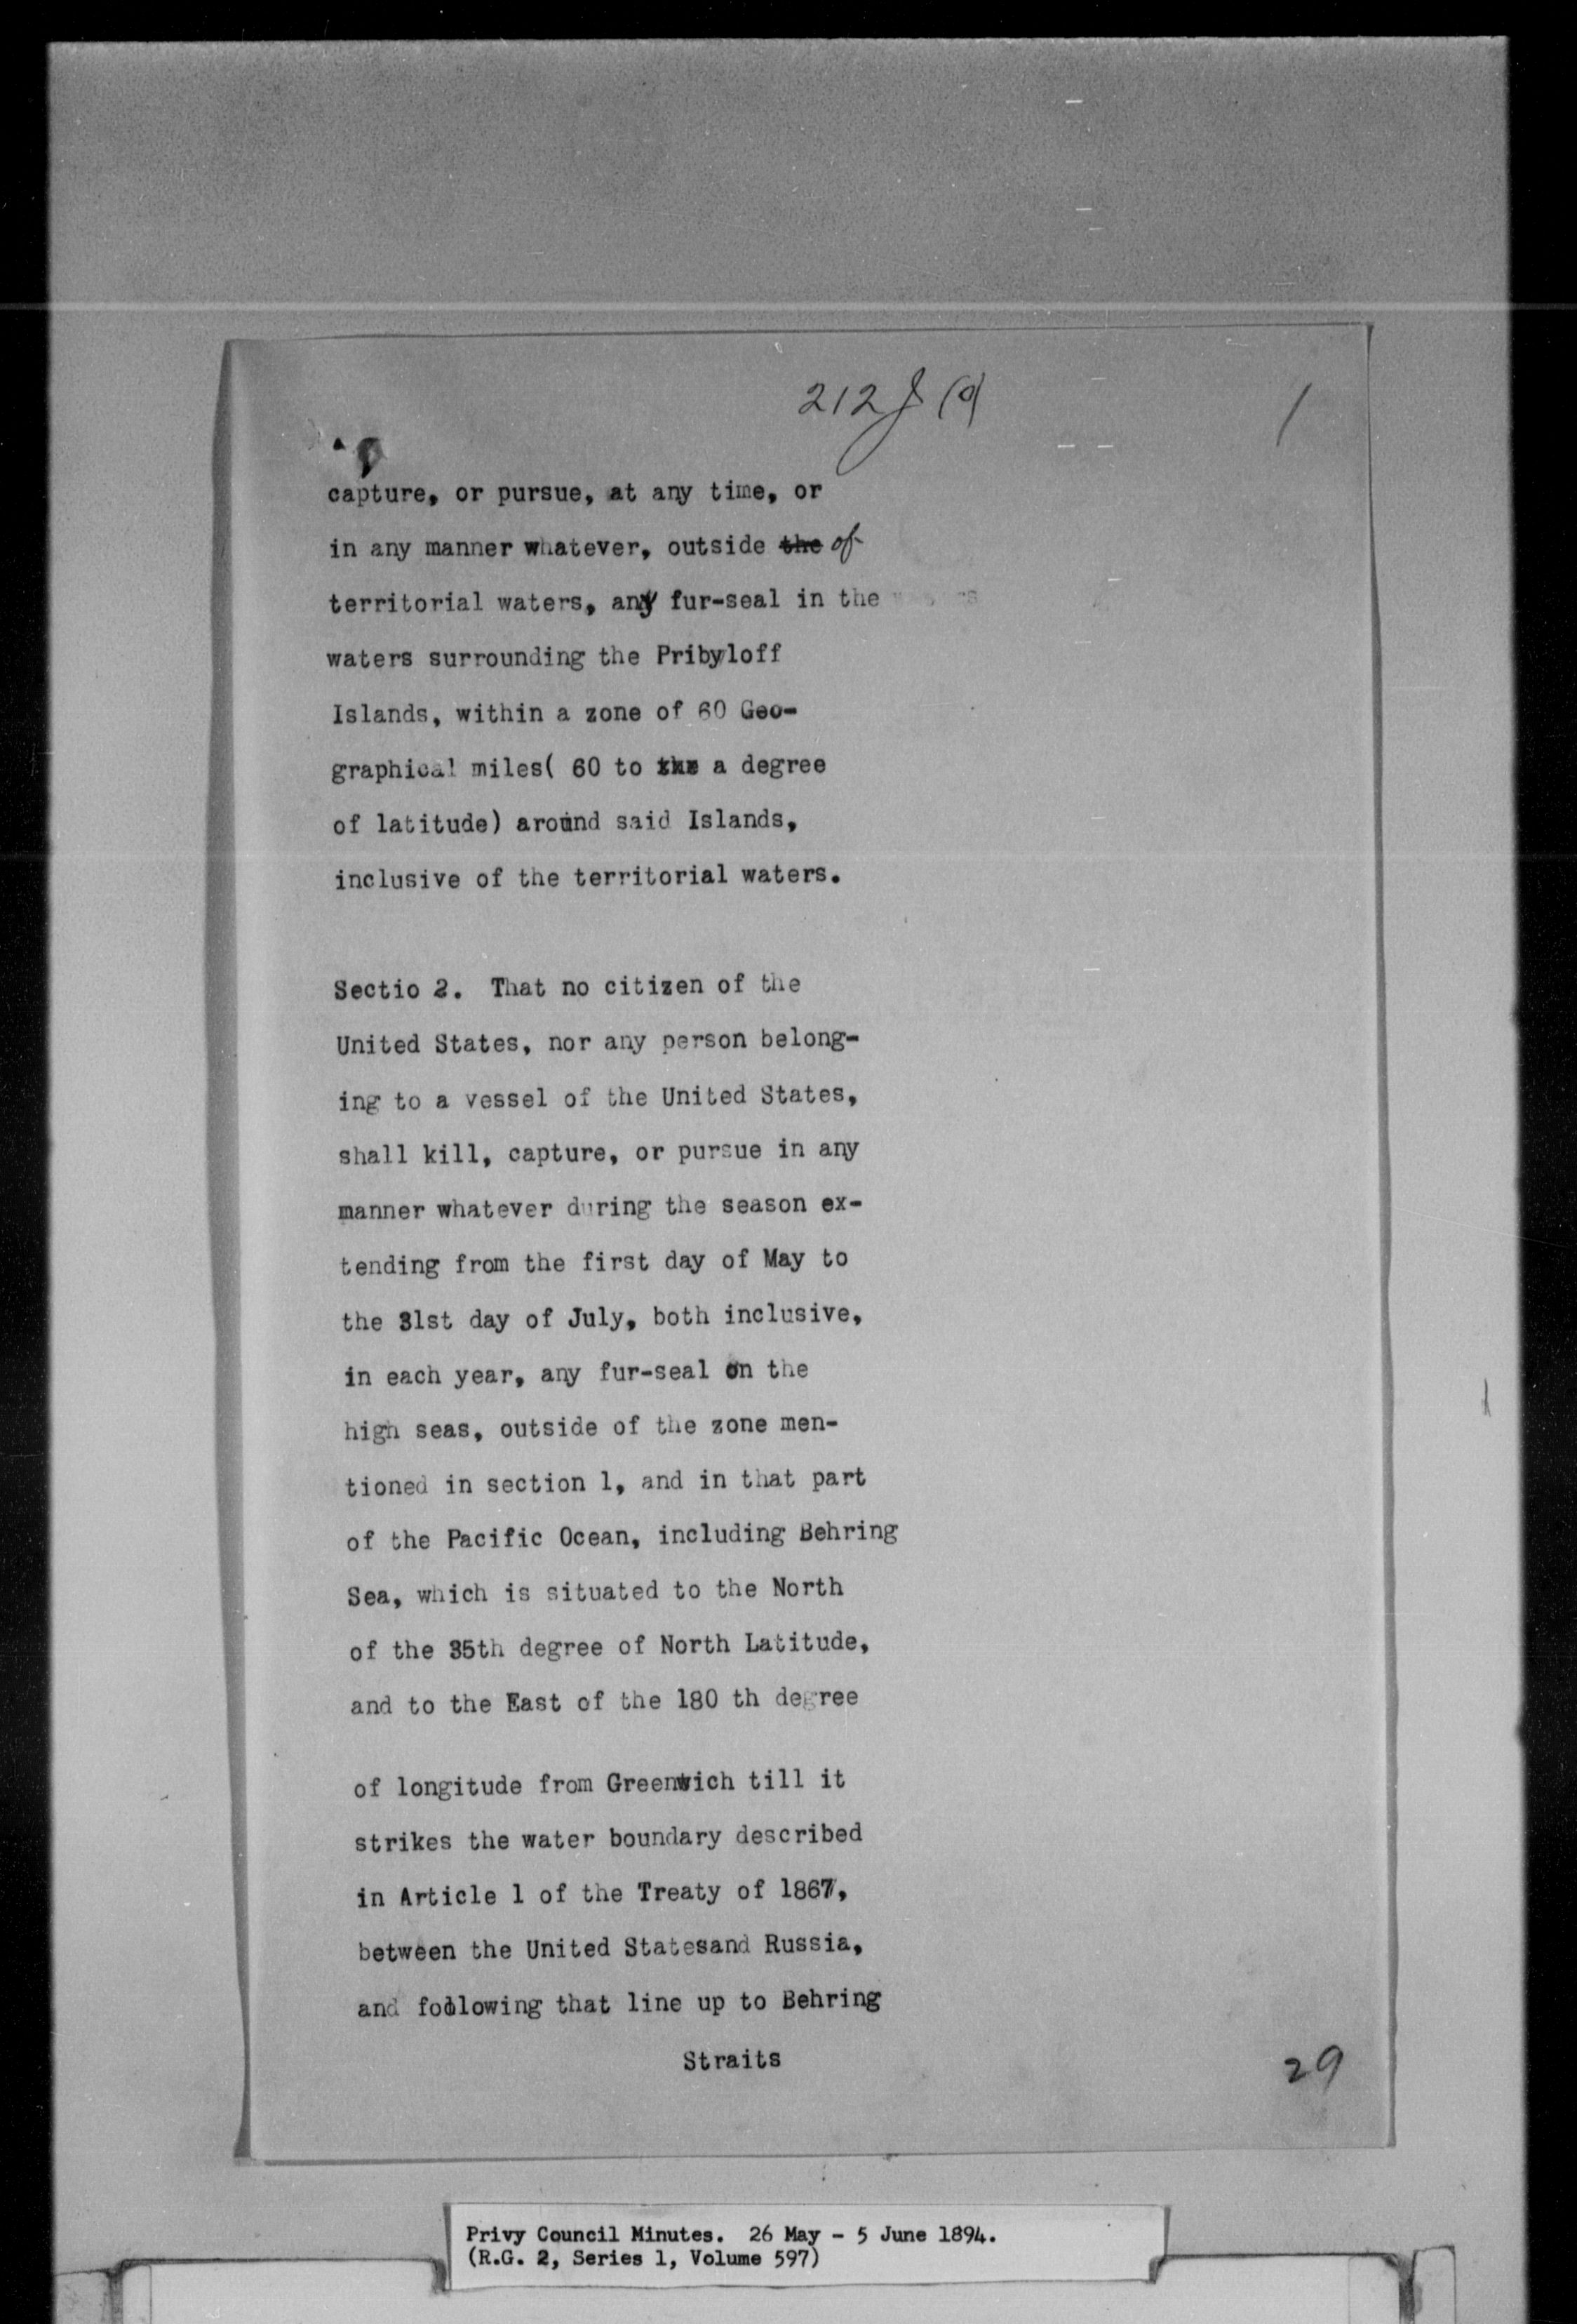 212 g (a)
1
capture, or pursue, at any time, or
in any manner whatever, outside the of
territorial waters, any fur-seal in the
waters surrounding the Pribyloff
Islands, within a zone of 60 Geo-
graphical miles( 60 to the a degree
of latitude) around said Islands,
inclusive of the territorial waters.
Sectio 2. That no citizen of the
United States, nor any person belong-
ing to a vessel of the United States,
shall kill, capture, or pursue in any
manner whatever during the season ex-
tending from the first day of May to
the 31st day of July, both inclusive,
in each year, any fur-seal on the
high seas, outside of the zone men-
tioned in section 1, and in that part
of the Pacific Ocean, including Behring
Sea, which is situated to the North
of the 35th degree of North Latitude,
and to the East of the 180 th degree
of longitude from Greenwich till it
strikes the water boundary described
in Article 1 of the Treaty of 1867,
between the United Statesand Russia,
and following that line up to Behring
Straits
29
Privy Council Minutes. 26 May - 5 June 1894.
(R.G. 2, Series 1, Volume 597)